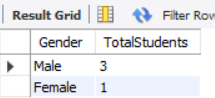 Result Grid Filter Row
Gender TotalStudents
Male 3
Female 1